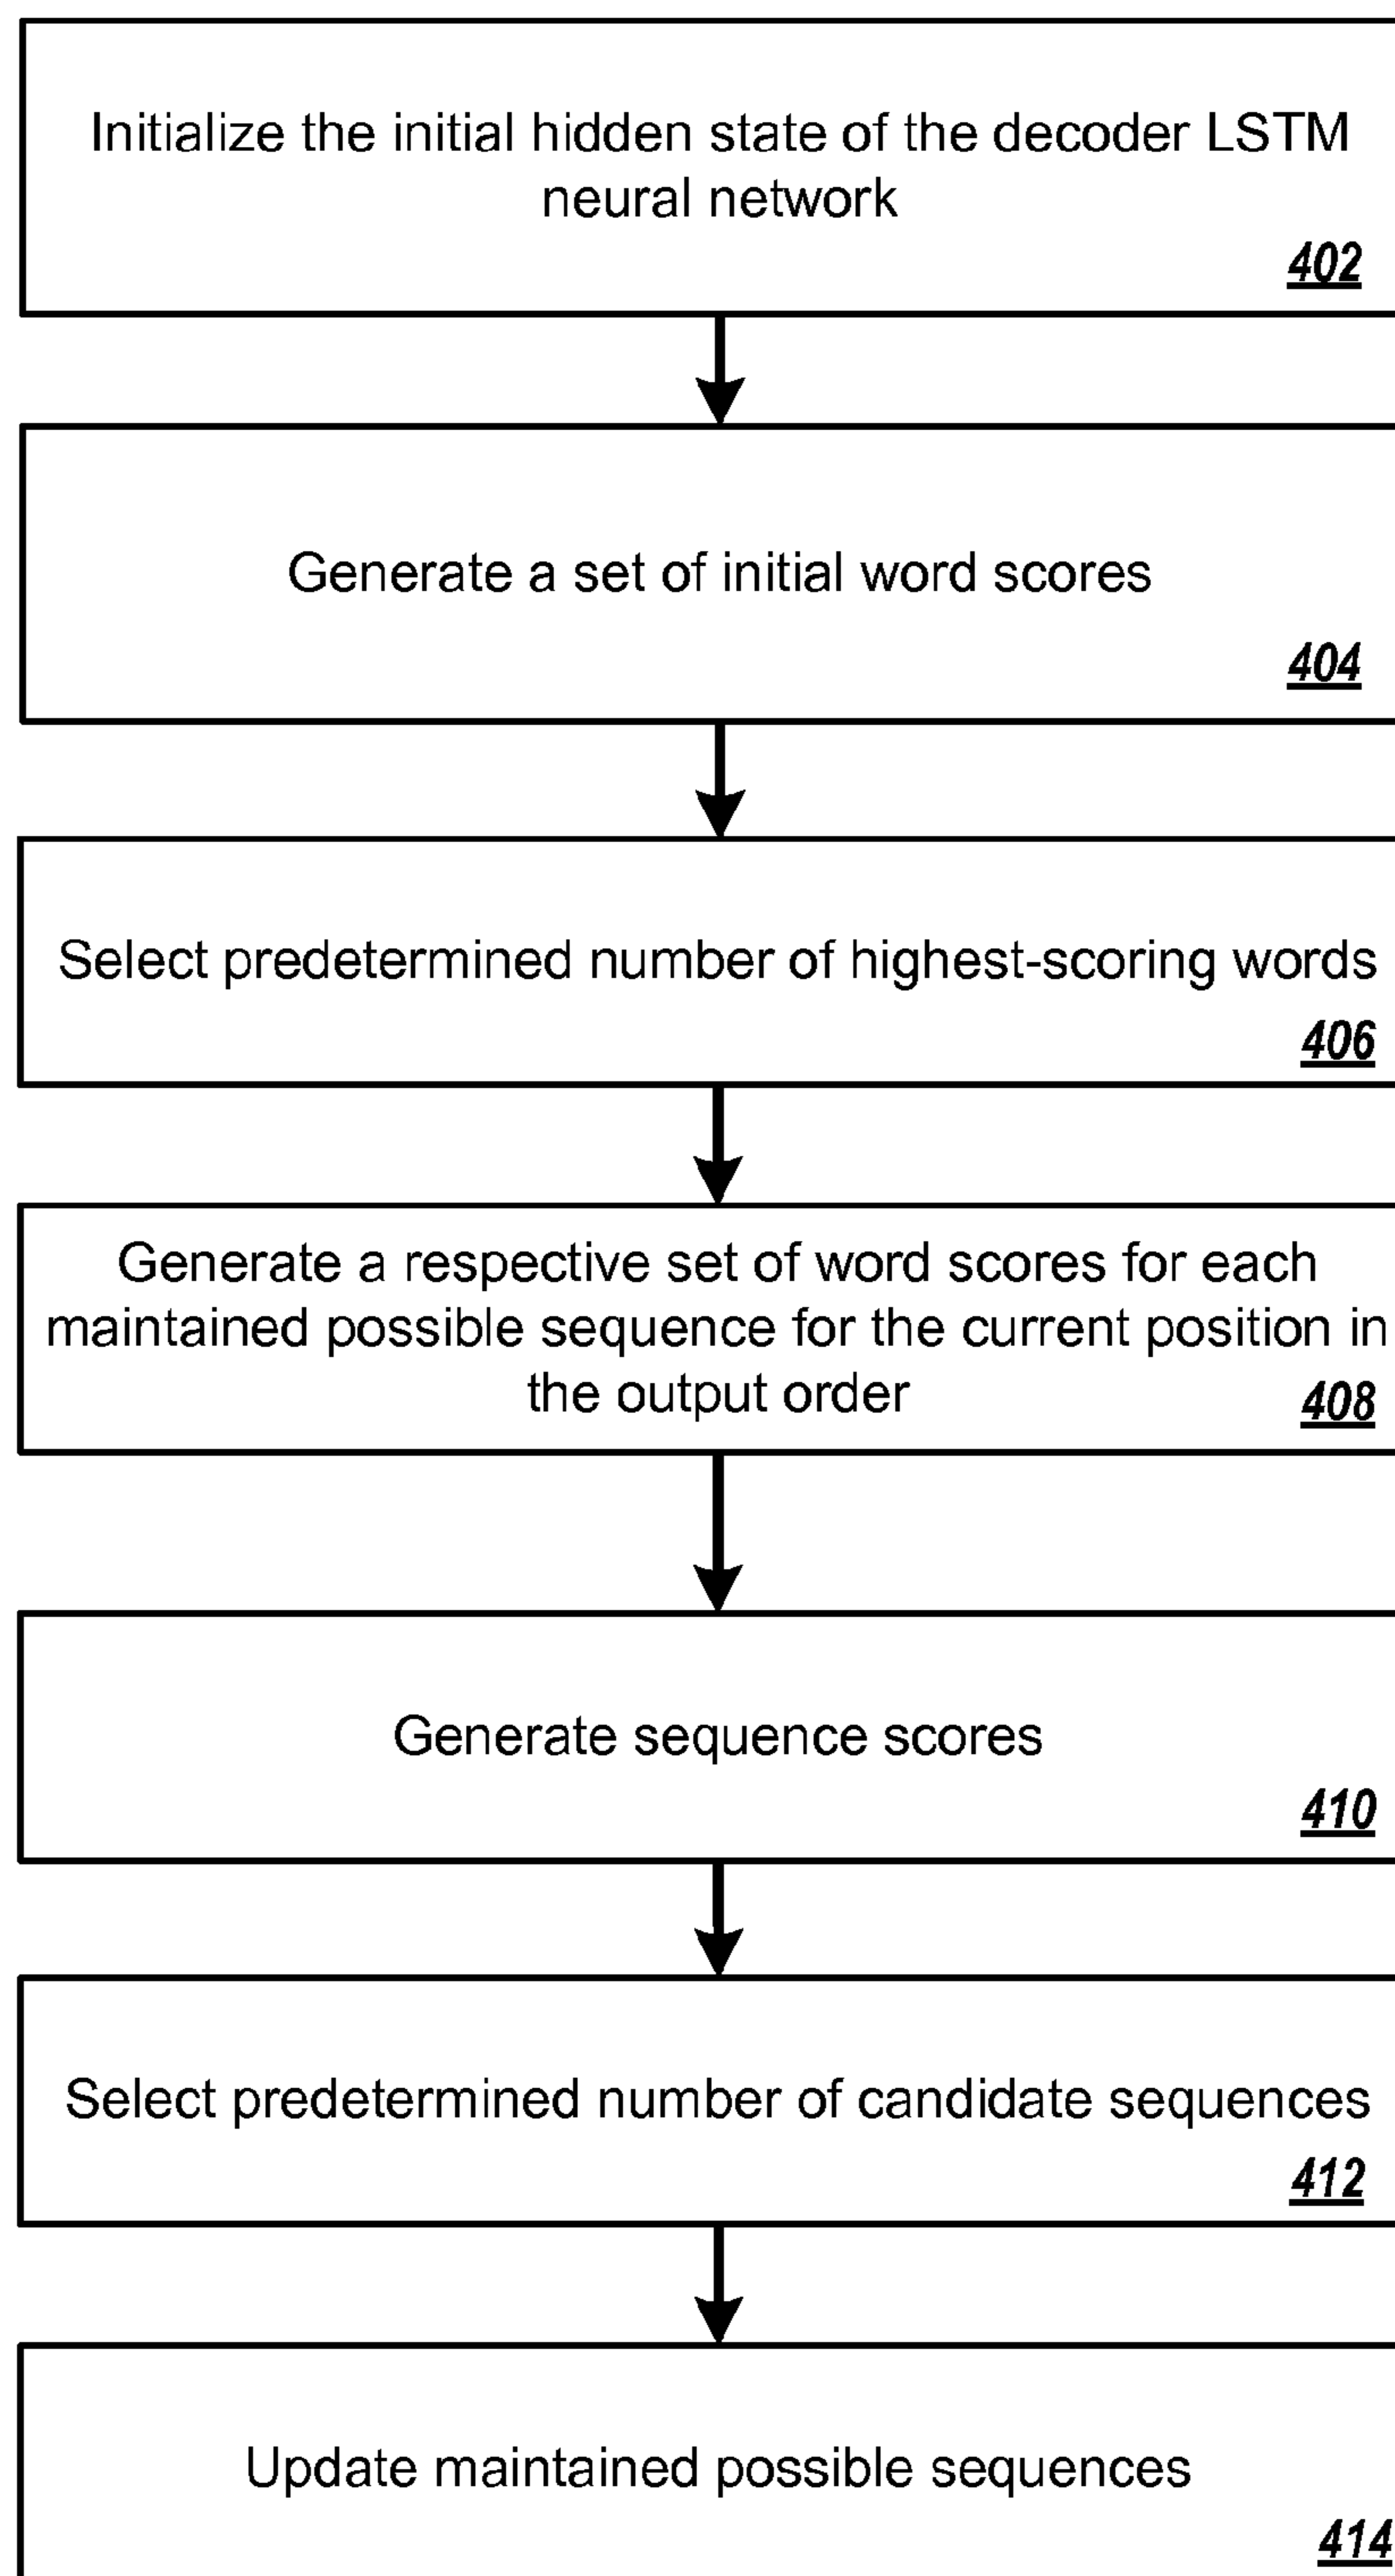 Initialize the initial hidden state of the decoder LSTM
neural network
402
Generate a set of initial word scores
404
Select predetermined number of highest-scoring words
406
Generate a respective set of word scores for each
maintained possible sequence for the current position in
the output order
408
Generate sequence scores
410
Select predetermined number of candidate sequences
412
Update maintained possible sequences
414